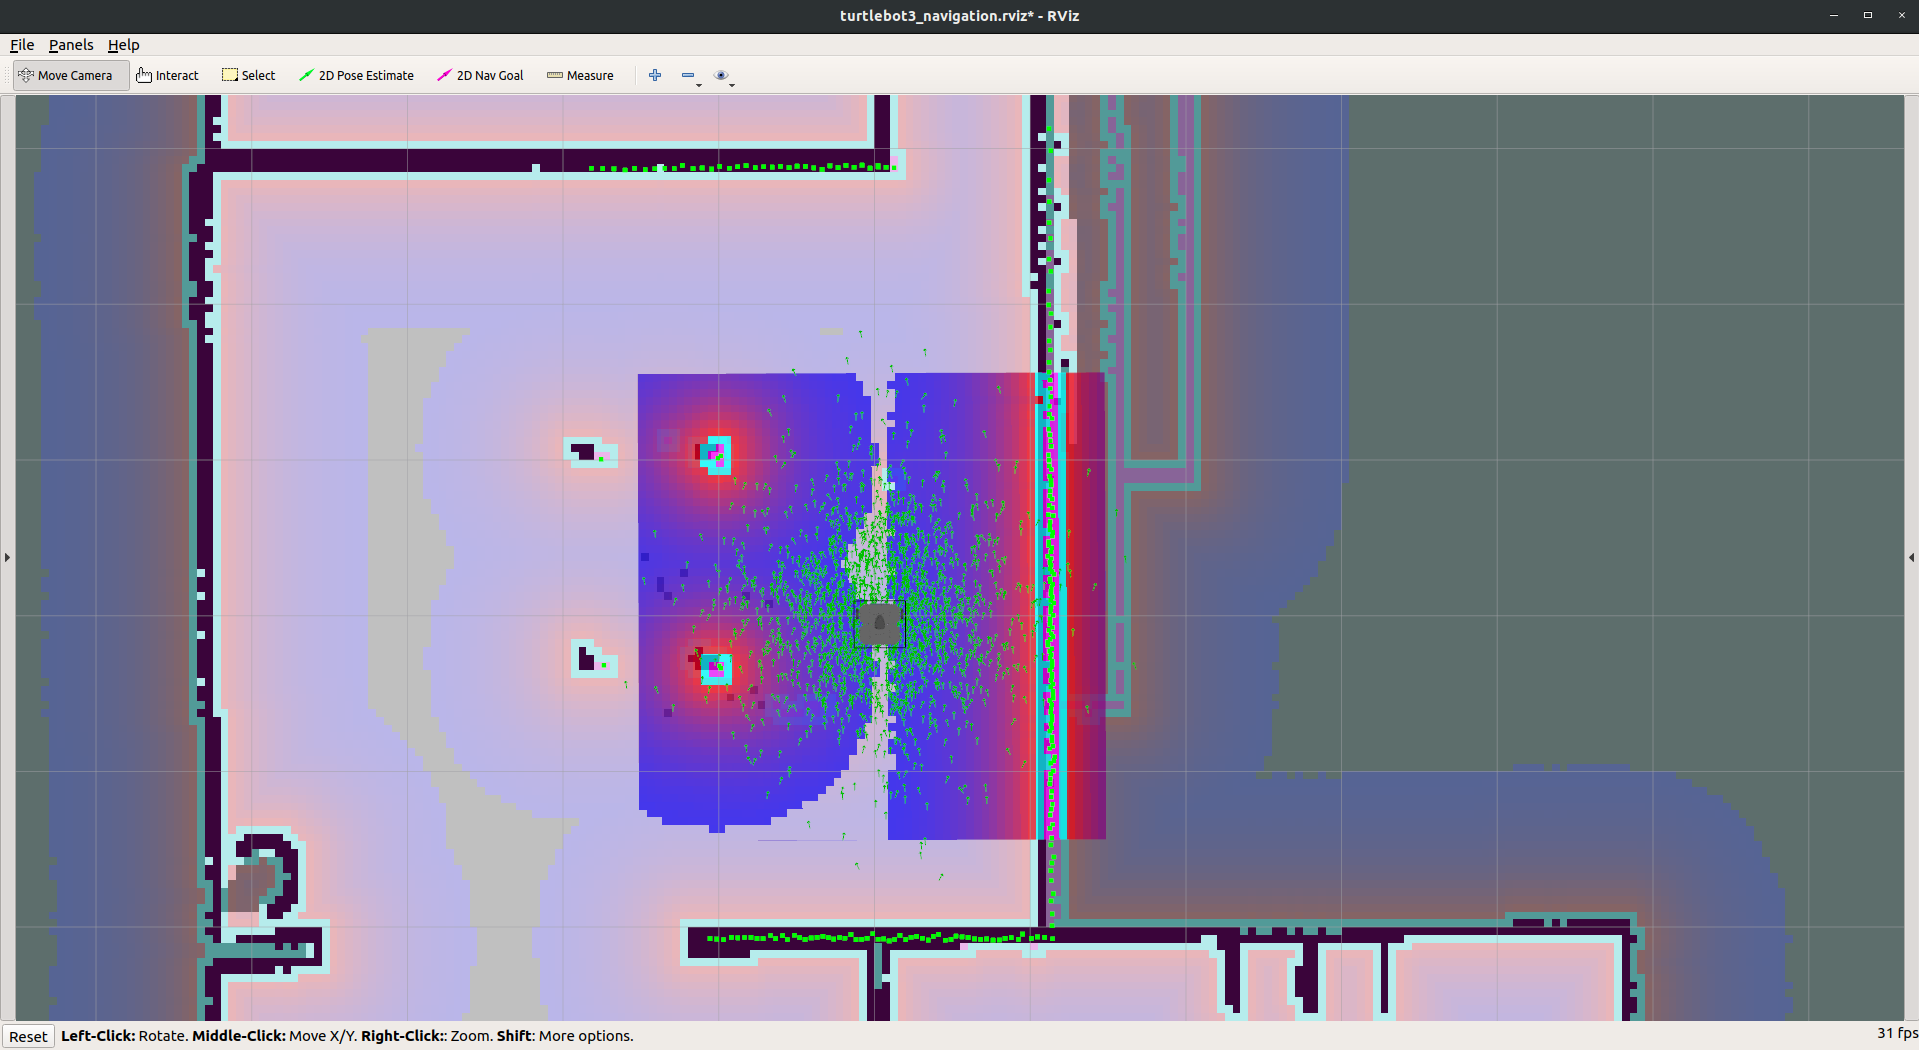 turtlebot3_navigation.rviz* - RViz
File Panels Help
Move Camera Interact Select 2D Pose Estimate 2D Nav Goal Measure
Reset Left-Click: Rotate. Middle-Click: Move X/Y. Right-Click:: Zoom. Shift: More options. 31 fps